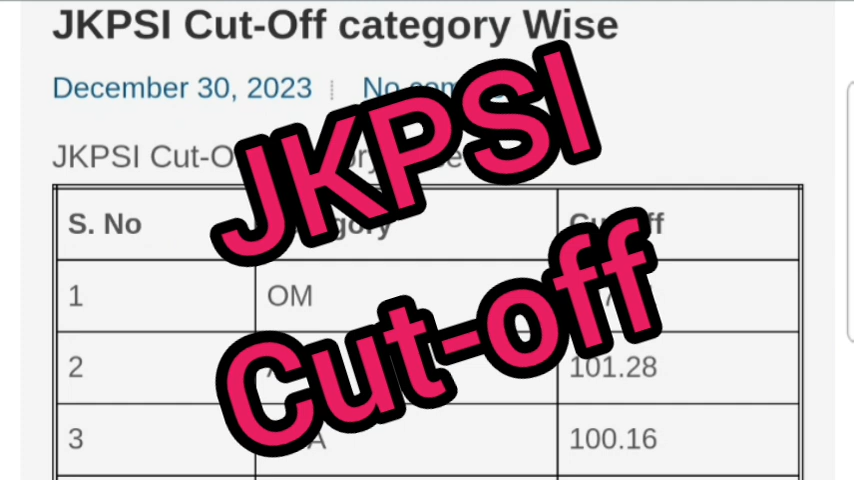 JKPSI Cut-Off category Wise
December 30, 2023
JKPSI
S. No
1 OM
2 101.28
3 100.16
JKPSI
Cut-off